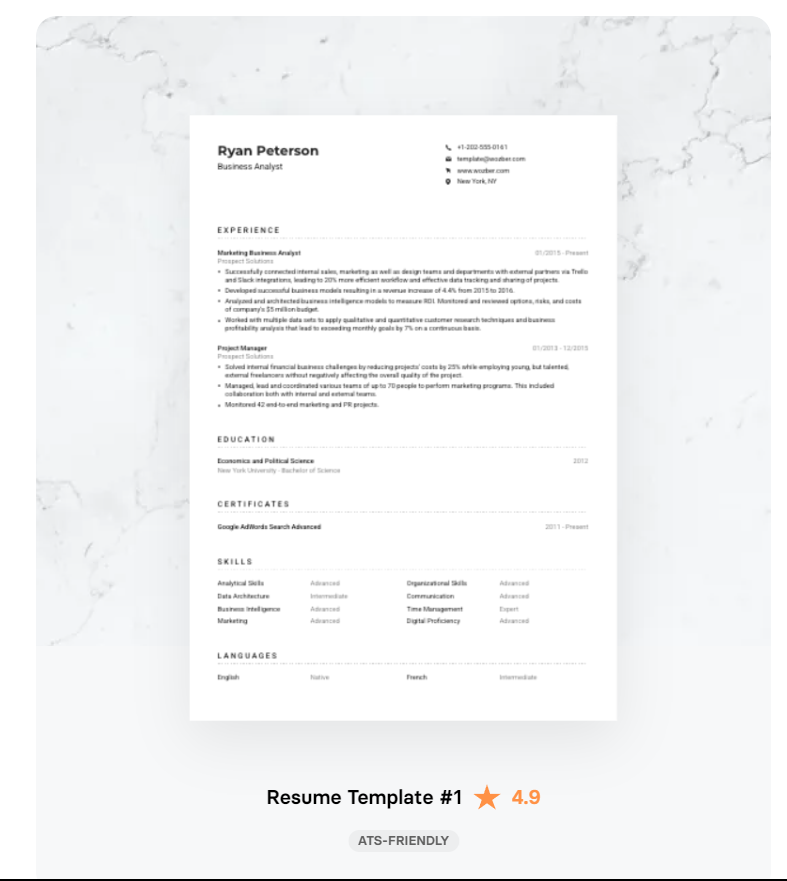 Ryan Peterson
Business Analyst
+1-202-555-0161
template@wozber.com
www.wozber.com
New York, NY
EXPERIENCE
Marketing Business Analyst 01/2015 - Present
Prospect Solutions
• Successfully connected internal sales, marketing as well as design teams and departments with external partners via Trello
and Slack integrations, leading to 20% more efficient workflow and effective data tracking and sharing of projects.
• Developed successful business models resulting in a revenue increase of 4.4% from 2015 to 2016.
• Analyzed and architected business intelligence models to measure ROI. Monitored and reviewed options, risks, and costs
of company's $5 million budget.
• Worked with multiple data sets to apply qualitative and quantitative customer research techniques and business
profitability analysis that lead to exceeding monthly goals by 7% on a continuous basis.
Project Manager 01/2013 - 12/2015
Prospect Solutions
• Solved internal financial business challenges by reducing projects' costs by 25% while employing young, but talented,
external freelancers without negatively affecting the overall quality of the project.
• Managed, lead and coordinated various teams of up to 70 people to perform marketing programs. This included
collaboration both with internal and external teams.
• Monitored 42 end-to-end marketing and PR projects.
EDUCATION
Economics and Political Science 2012
New York University - Bachelor of Science
CERTIFICATES
Google AdWords Search Advanced 2011 - Present
SKILLS
Analytical Skills Advanced Organizational Skills Advanced
Data Architecture Intermediate Communication Advanced
Business Intelligence Advanced Time Management Expert
Marketing Advanced Digital Proficiency Advanced
LANGUAGES
English Native French Intermediate
Resume Template #1 ★ 4.9
ATS-FRIENDLY